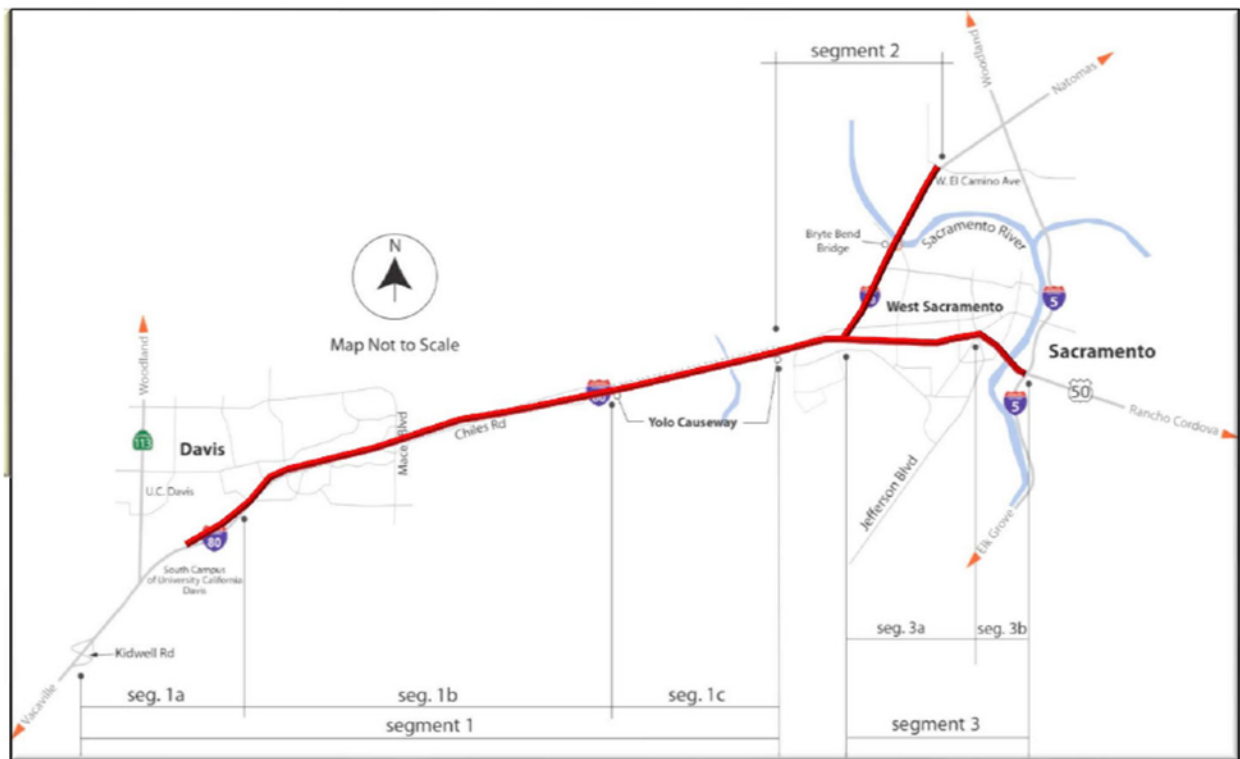 segment 2
Woodland
Natomas
W. El Camino Ave
Bryte Bend
Bridge
Sacramento River
N
Map Not to Scale
West Sacramento
5
Sacramento
50
Rancho Cordova
5
Woodland
113
Davis
Mace Blvd
Chiles Rd
Yolo Causeway
U.C. Davis
80
South Campus
of University California
Davis
Jefferson Blvd
Elk Grove
Kidwell Rd
Vacaville
seg. 3a
seg. 3b
seg. 1a
seg. 1b
seg. 1c
segment 1
segment 3